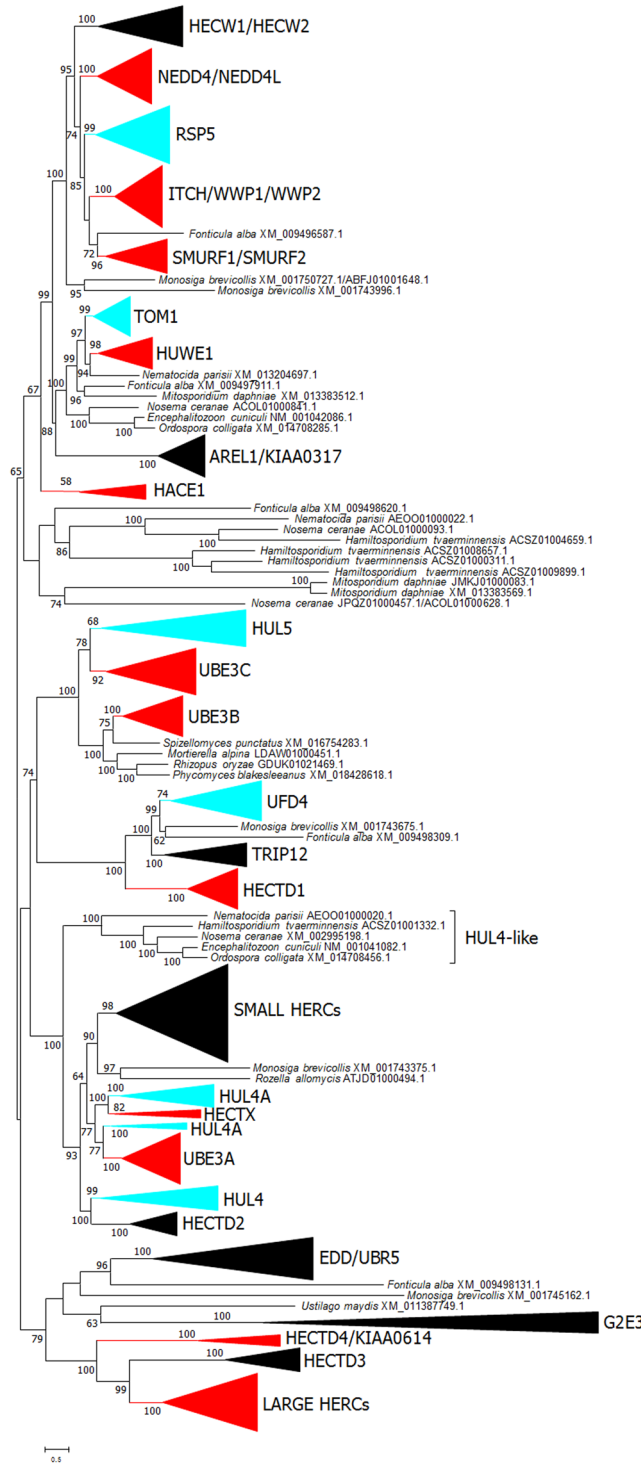 100
HECW1/HECW2
95
100
NEDD4/NEDD4L
74
99
RSP5
85
100
ITCH/WWP1/WWP2
100
Fonticula alba XM_009496587.1
72
SMURF1/SMURF2
96
Monosiga brevicollis XM_001750727.1/ABFJ01001648.1
95
Monosiga brevicollis XM_001743996.1
99
99
TOM1
97
98
HUWE1
99
94
Nematocida parisii XM_013204697.1
67
100
Fonticula alba XM_009497911.1
96
Mitosporidium daphniae XM_013383512.1
Nosema ceranae ACOL01000841.1
100
Encephalitozoon cuniculi NM_001042086.1
88
100
Ordospora colligata XM_014708285.1
100
AREL1/KIAA0317
65
58
HACE1
Fonticula alba XM_009498620.1
Nematocida parisii AEOO01000022.1
100
Nosema ceranae ACOL01000093.1
86
100
Hamiltosporidium tvaerminnensis ACSZ01004659.1
Hamiltosporidium tvaerminnensis ACSZ01008657.1
100
Hamiltosporidium tvaerminnensis ACSZ01000311.1
100
Hamiltosporidium tvaerminnensis ACSZ01009899.1
100
Mitosporidium daphniae JMKJ01000083.1
Mitosporidium daphniae XM_013383569.1
74
Nosema ceranae JPQZ01000457.1/ACOL01000628.1
68
HUL5
78
UBE3C
92
100
100
UBE3B
75
Spizellomyces punctatus XM_016754283.1
Mortierella alpina LDAW01000451.1
100
Rhizopus oryzae GDUK01021469.1
100
100
Phycomyces blakesleeanus XM_018428618.1
74
74
UFD4
99
Monosiga brevicollis XM_001743675.1
100
62
Fonticula alba XM_009498309.1
TRIP12
100
100
HECTD1
100
Nematocida parisii AEOO01000020.1
100
Hamiltosporidium tvaerminnensis ACSZ01001332.1
100
Nosema ceranae XM_002995198.1
HUL4-like
100
Encephalitozoon cuniculi NM_001041082.1
100
100
Ordospora colligata XM_014708456.1
98
SMALL HERCs
90
100
97
Monosiga brevicollis XM_001743375.1
Rozella allomycis ATJD01000494.1
64
100
HUL4A
82
HECTX
77
100
HUL4A
77
100
UBE3A
93
99
HUL4
100
100
HECTD2
100
EDD/UBR5
96
Fonticula alba XM_009498131.1
Monosiga brevicollis XM_001745162.1
Ustilago maydis XM_011387749.1
63
100
G2E3
79
100
HECTD4/KIAA0614
100
100
HECTD3
99
100
LARGE HERCs
0.5